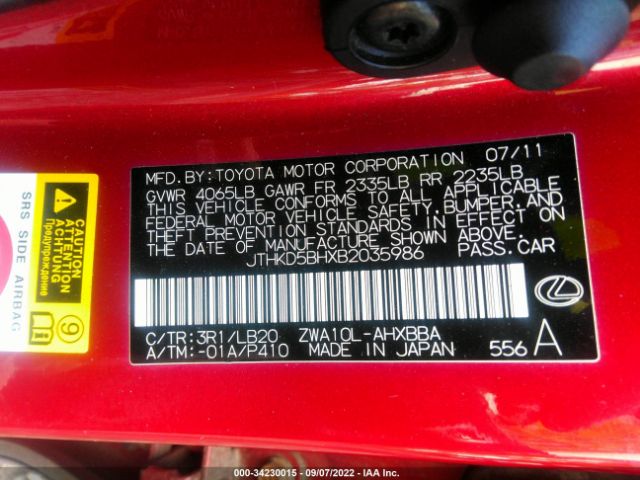 MFD. BY: TOYOTA MOTOR CORPORATION 07/11
GVWR 4065LB GAWR FR 2335LB RR 2235LB
THIS VEHICLE CONFORMS TO ALL APPLICABLE
FEDERAL MOTOR VEHICLE SAFETY, BUMPER, AND
THEFT PREVENTION STANDARDS IN EFFECT ON
THE DATE OF MANUFACTURE SHOWN ABOVE.
JTHKD5BHXB2035986 PASS. CAR
C/TR: 3R1/LB20 ZWA10L-AHXBBA
A/TM: -01A/P410 MADE IN JAPAN 556 A
SRS SIDE AIRBAG
Предупреждение
ACHTUNG
ATTENTION
CAUTION
9
000-34230015 - 09/07/2022 - IAA Inc.